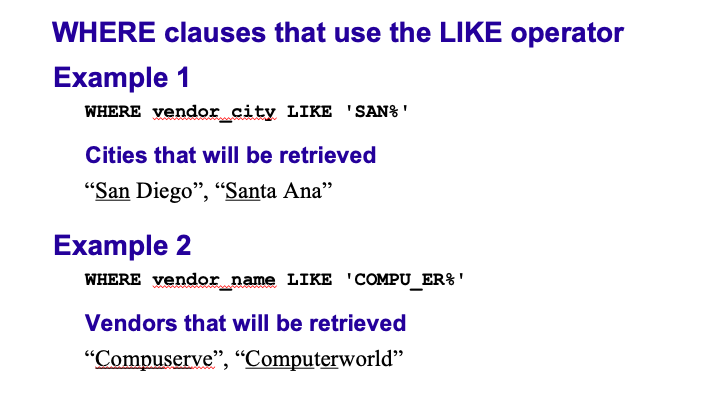 WHERE clauses that use the LIKE operator
Example 1
WHERE vendor_city LIKE 'SAN%'
Cities that will be retrieved
“San Diego”, “Santa Ana”
Example 2
WHERE vendor_name LIKE 'COMPU_ER%'
Vendors that will be retrieved
“Compuserve”, “Computerworld”